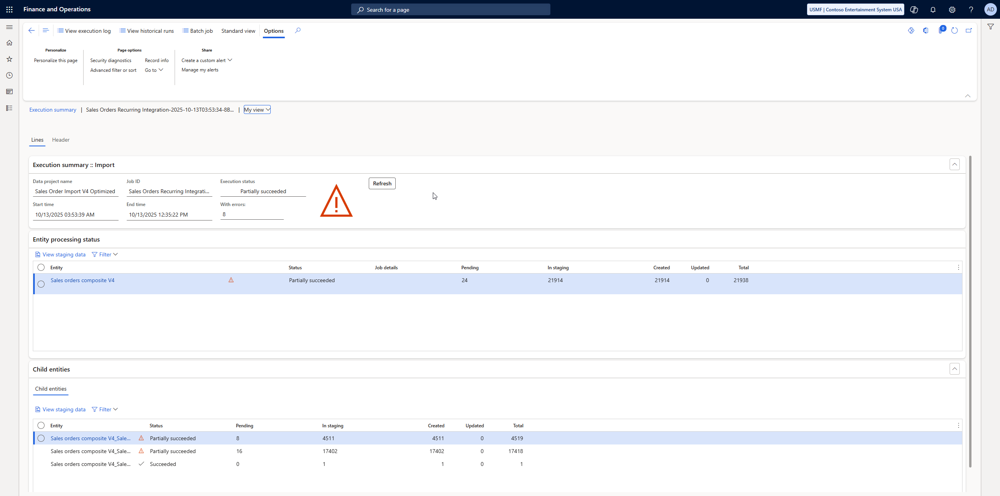 Finance and Operations
Search for a page
USMF | Contoso Entertainment System USA
AD
View execution log
View historical runs
Batch job
Standard view
Options
0
Personalize
Page options
Share
Personalize this page
Security diagnostics
Record info
Create a custom alert
Advanced filter or sort
Go to
Manage my alerts
Execution summary | Sales Orders Recurring Integration-2025-10-13T03:53:34-8B... | My view
Lines
Header
Execution summary :: Import
Data project name
Job ID
Execution status
Refresh
Sales Order Import V4 Optimized
Sales Orders Recurring Integrati...
Partially succeeded
Start time
End time
With errors:
10/13/2025 03:53:39 AM
10/13/2025 12:35:22 PM
8
Entity processing status
View staging data
Filter
Entity Status Job details Pending In staging Created Updated Total
Sales orders composite V4 Partially succeeded 24 21914 21914 0 21938
Child entities
Child entities
View staging data
Filter
Entity Status Pending In staging Created Updated Total
Sales orders composite V4_Sale... Partially succeeded 8 4511 4511 0 4519
Sales orders composite V4_Sale... Partially succeeded 16 17402 17402 0 17418
Sales orders composite V4_Sale... Succeeded 0 1 1 0 1